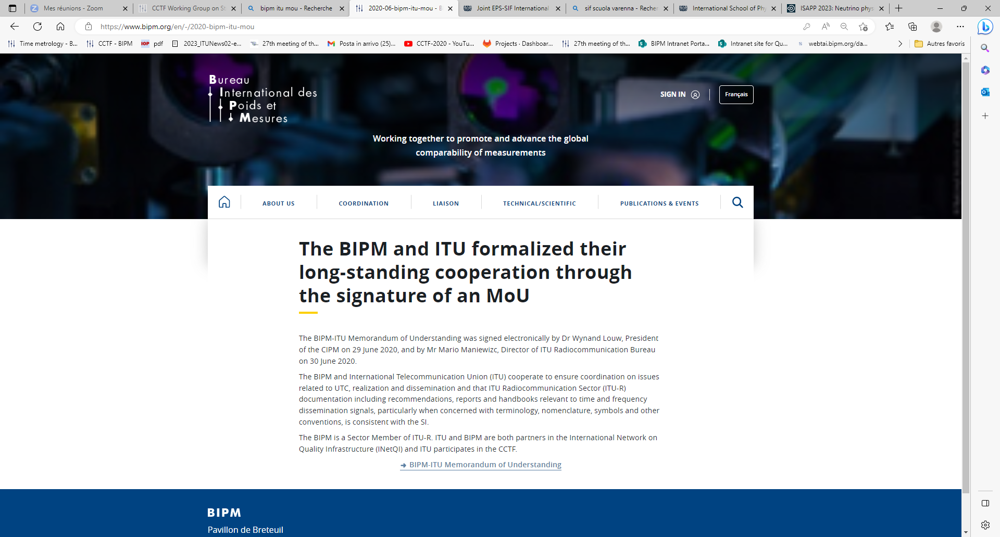 Mes réunions - Zoom
CCTF Working Group on St
bipm itu mou - Recherche
2020-06-bipm-itu-mou - B
Joint EPS-SIF International
sif scuola varenna - Recher
International School of Phy
ISAPP 2023: Neutrino phys
https://www.bipm.org/en/-/2020-bipm-itu-mou
Time metrology - B...
CCTF - BIPM
IOP pdf
2023_ITUNews02-e...
27th meeting of th...
Posta in arrivo (25)...
CCTF-2020 - YouTu...
Projects · Dashboar...
27th meeting of th...
BIPM Intranet Porta...
Intranet site for Qu...
webtai.bipm.org/da...
Autres favoris
Bureau
International des
Poids et
Mesures
SIGN IN
Français
Working together to promote and advance the global
comparability of measurements
ABOUT US
COORDINATION
LIAISON
TECHNICAL/SCIENTIFIC
PUBLICATIONS & EVENTS
The BIPM and ITU formalized their
long-standing cooperation through
the signature of an MoU
The BIPM-ITU Memorandum of Understanding was signed electronically by Dr Wynand Louw, President
of the CIPM on 29 June 2020, and by Mr Mario Maniewizc, Director of ITU Radiocommunication Bureau
on 30 June 2020.
The BIPM and International Telecommunication Union (ITU) cooperate to ensure coordination on issues
related to UTC, realization and dissemination and that ITU Radiocommunication Sector (ITU-R)
documentation including recommendations, reports and handbooks relevant to time and frequency
dissemination signals, particularly when concerned with terminology, nomenclature, symbols and other
conventions, is consistent with the SI.
The BIPM is a Sector Member of ITU-R. ITU and BIPM are both partners in the International Network on
Quality Infrastructure (INetQI) and ITU participates in the CCTF.
➔ BIPM-ITU Memorandum of Understanding
BIPM
Pavillon de Breteuil